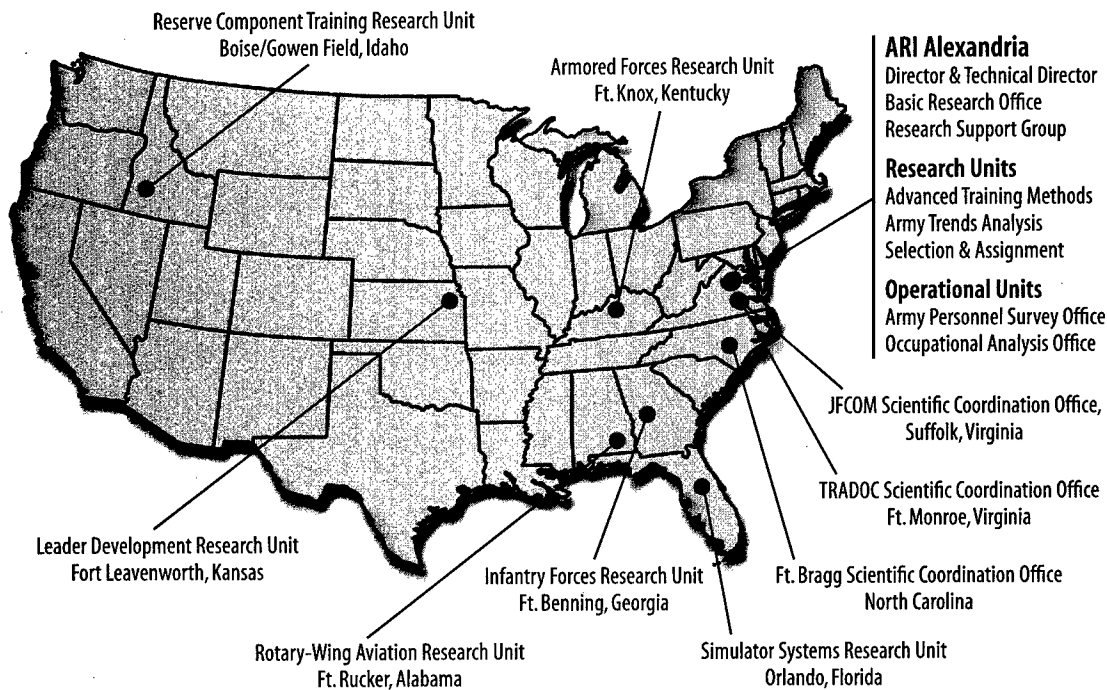 Reserve Component Training Research Unit
Boise/Gowen Field, Idaho
Armored Forces Research Unit
Ft. Knox, Kentucky
ARI Alexandria
Director & Technical Director
Basic Research Office
Research Support Group
Research Units
Advanced Training Methods
Army Trends Analysis
Selection & Assignment
Operational Units
Army Personnel Survey Office
Occupational Analysis Office
JFCOM Scientific Coordination Office,
Suffolk, Virginia
TRADOC Scientific Coordination Office
Ft. Monroe, Virginia
Ft. Bragg Scientific Coordination Office
North Carolina
Leader Development Research Unit
Fort Leavenworth, Kansas
Infantry Forces Research Unit
Ft. Benning, Georgia
Rotary-Wing Aviation Research Unit
Ft. Rucker, Alabama
Simulator Systems Research Unit
Orlando, Florida